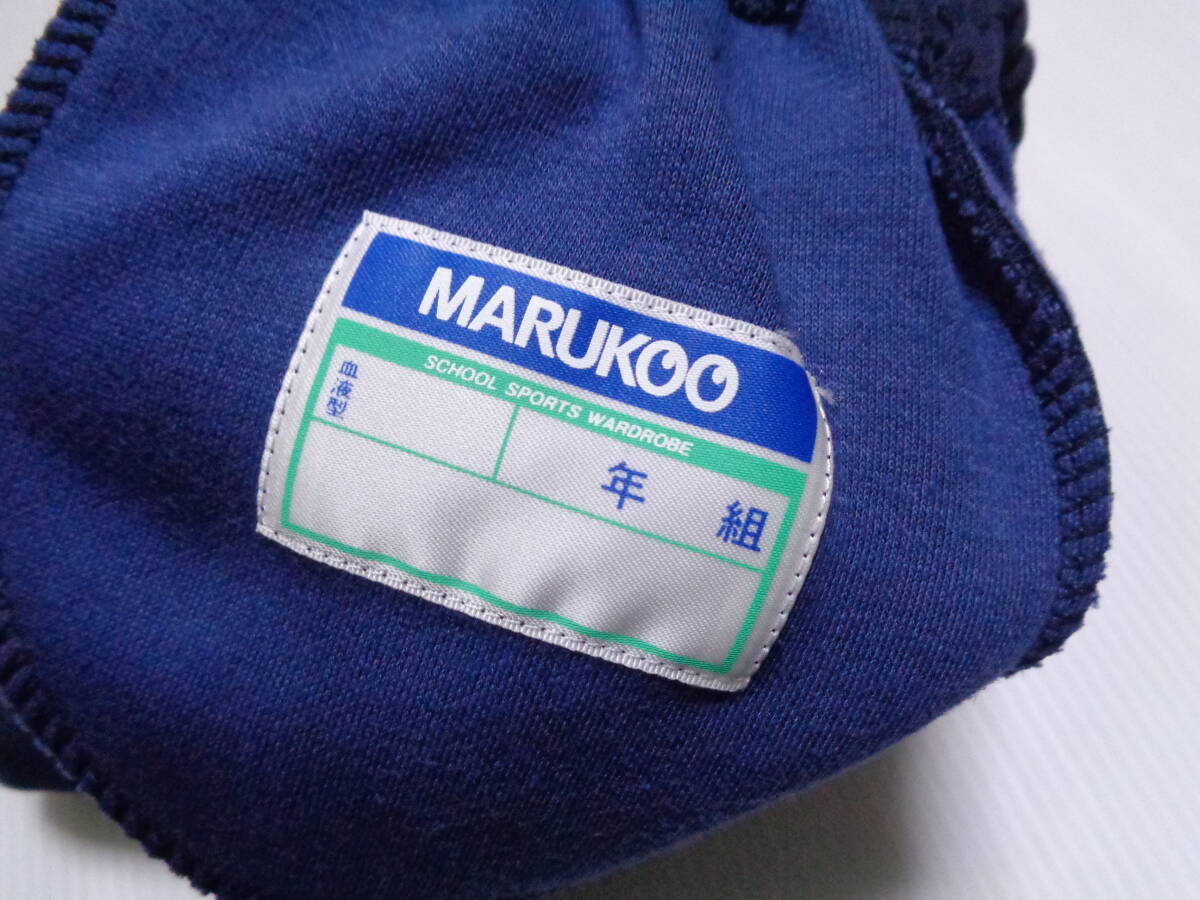 MARUKOO
SCHOOL SPORTS WARDROBE
血液型
年 組